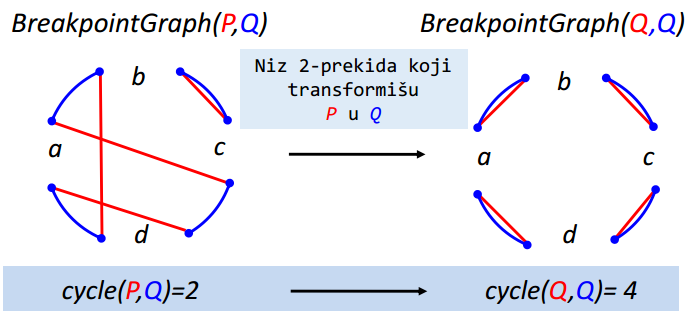 BreakpointGraph(P,Q)
BreakpointGraph(Q,Q)
Niz 2-prekida koji
transformišu
P u Q
b
a
c
d
b
a
c
d
cycle(P,Q)=2
cycle(Q,Q)= 4